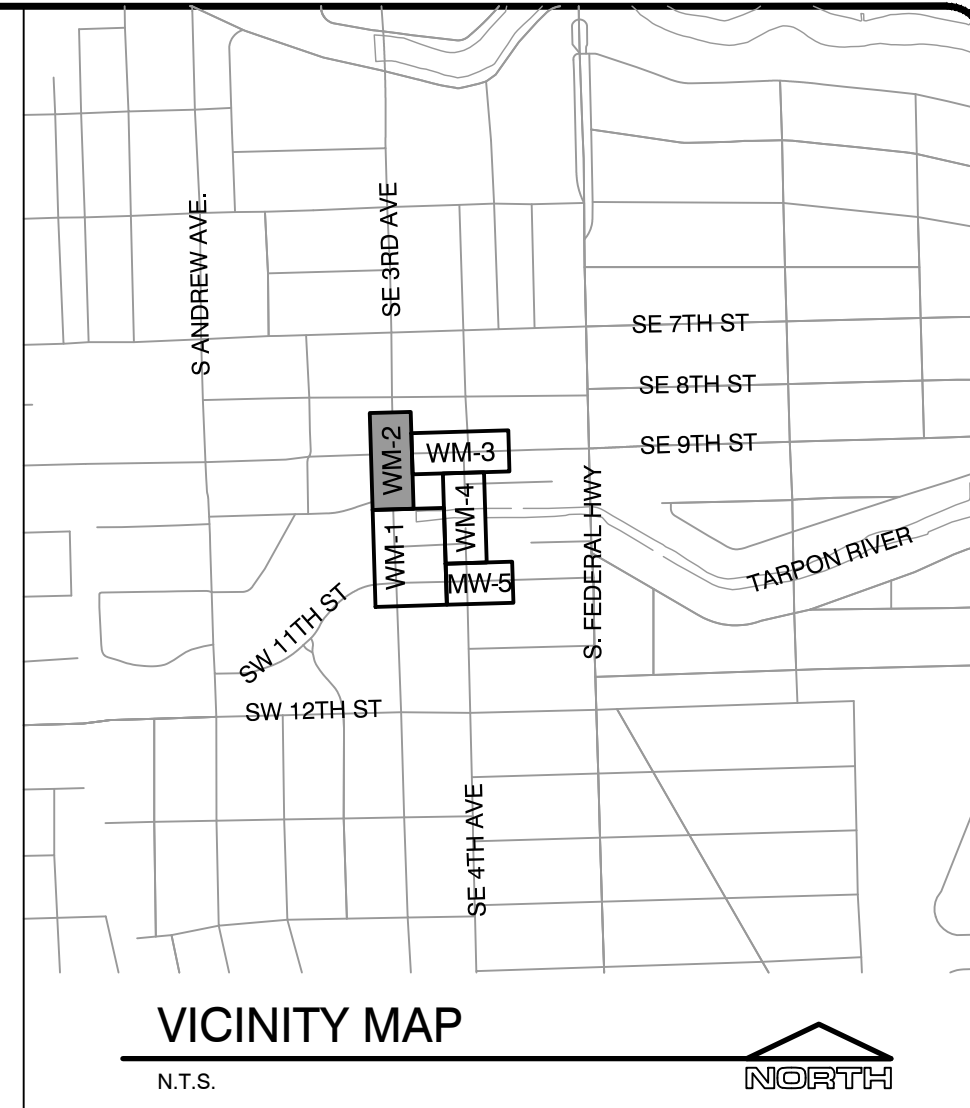 S ANDREW AVE.
SE 3RD AVE
SE 7TH ST
SE 8TH ST
SE 9TH ST
WM-2
WM-3
WM-4
WM-1
MW-5
S. FEDERAL HWY
TARPON RIVER
SW 11TH ST
SW 12TH ST
SE 4TH AVE
VICINITY MAP
N.T.S.
NORTH